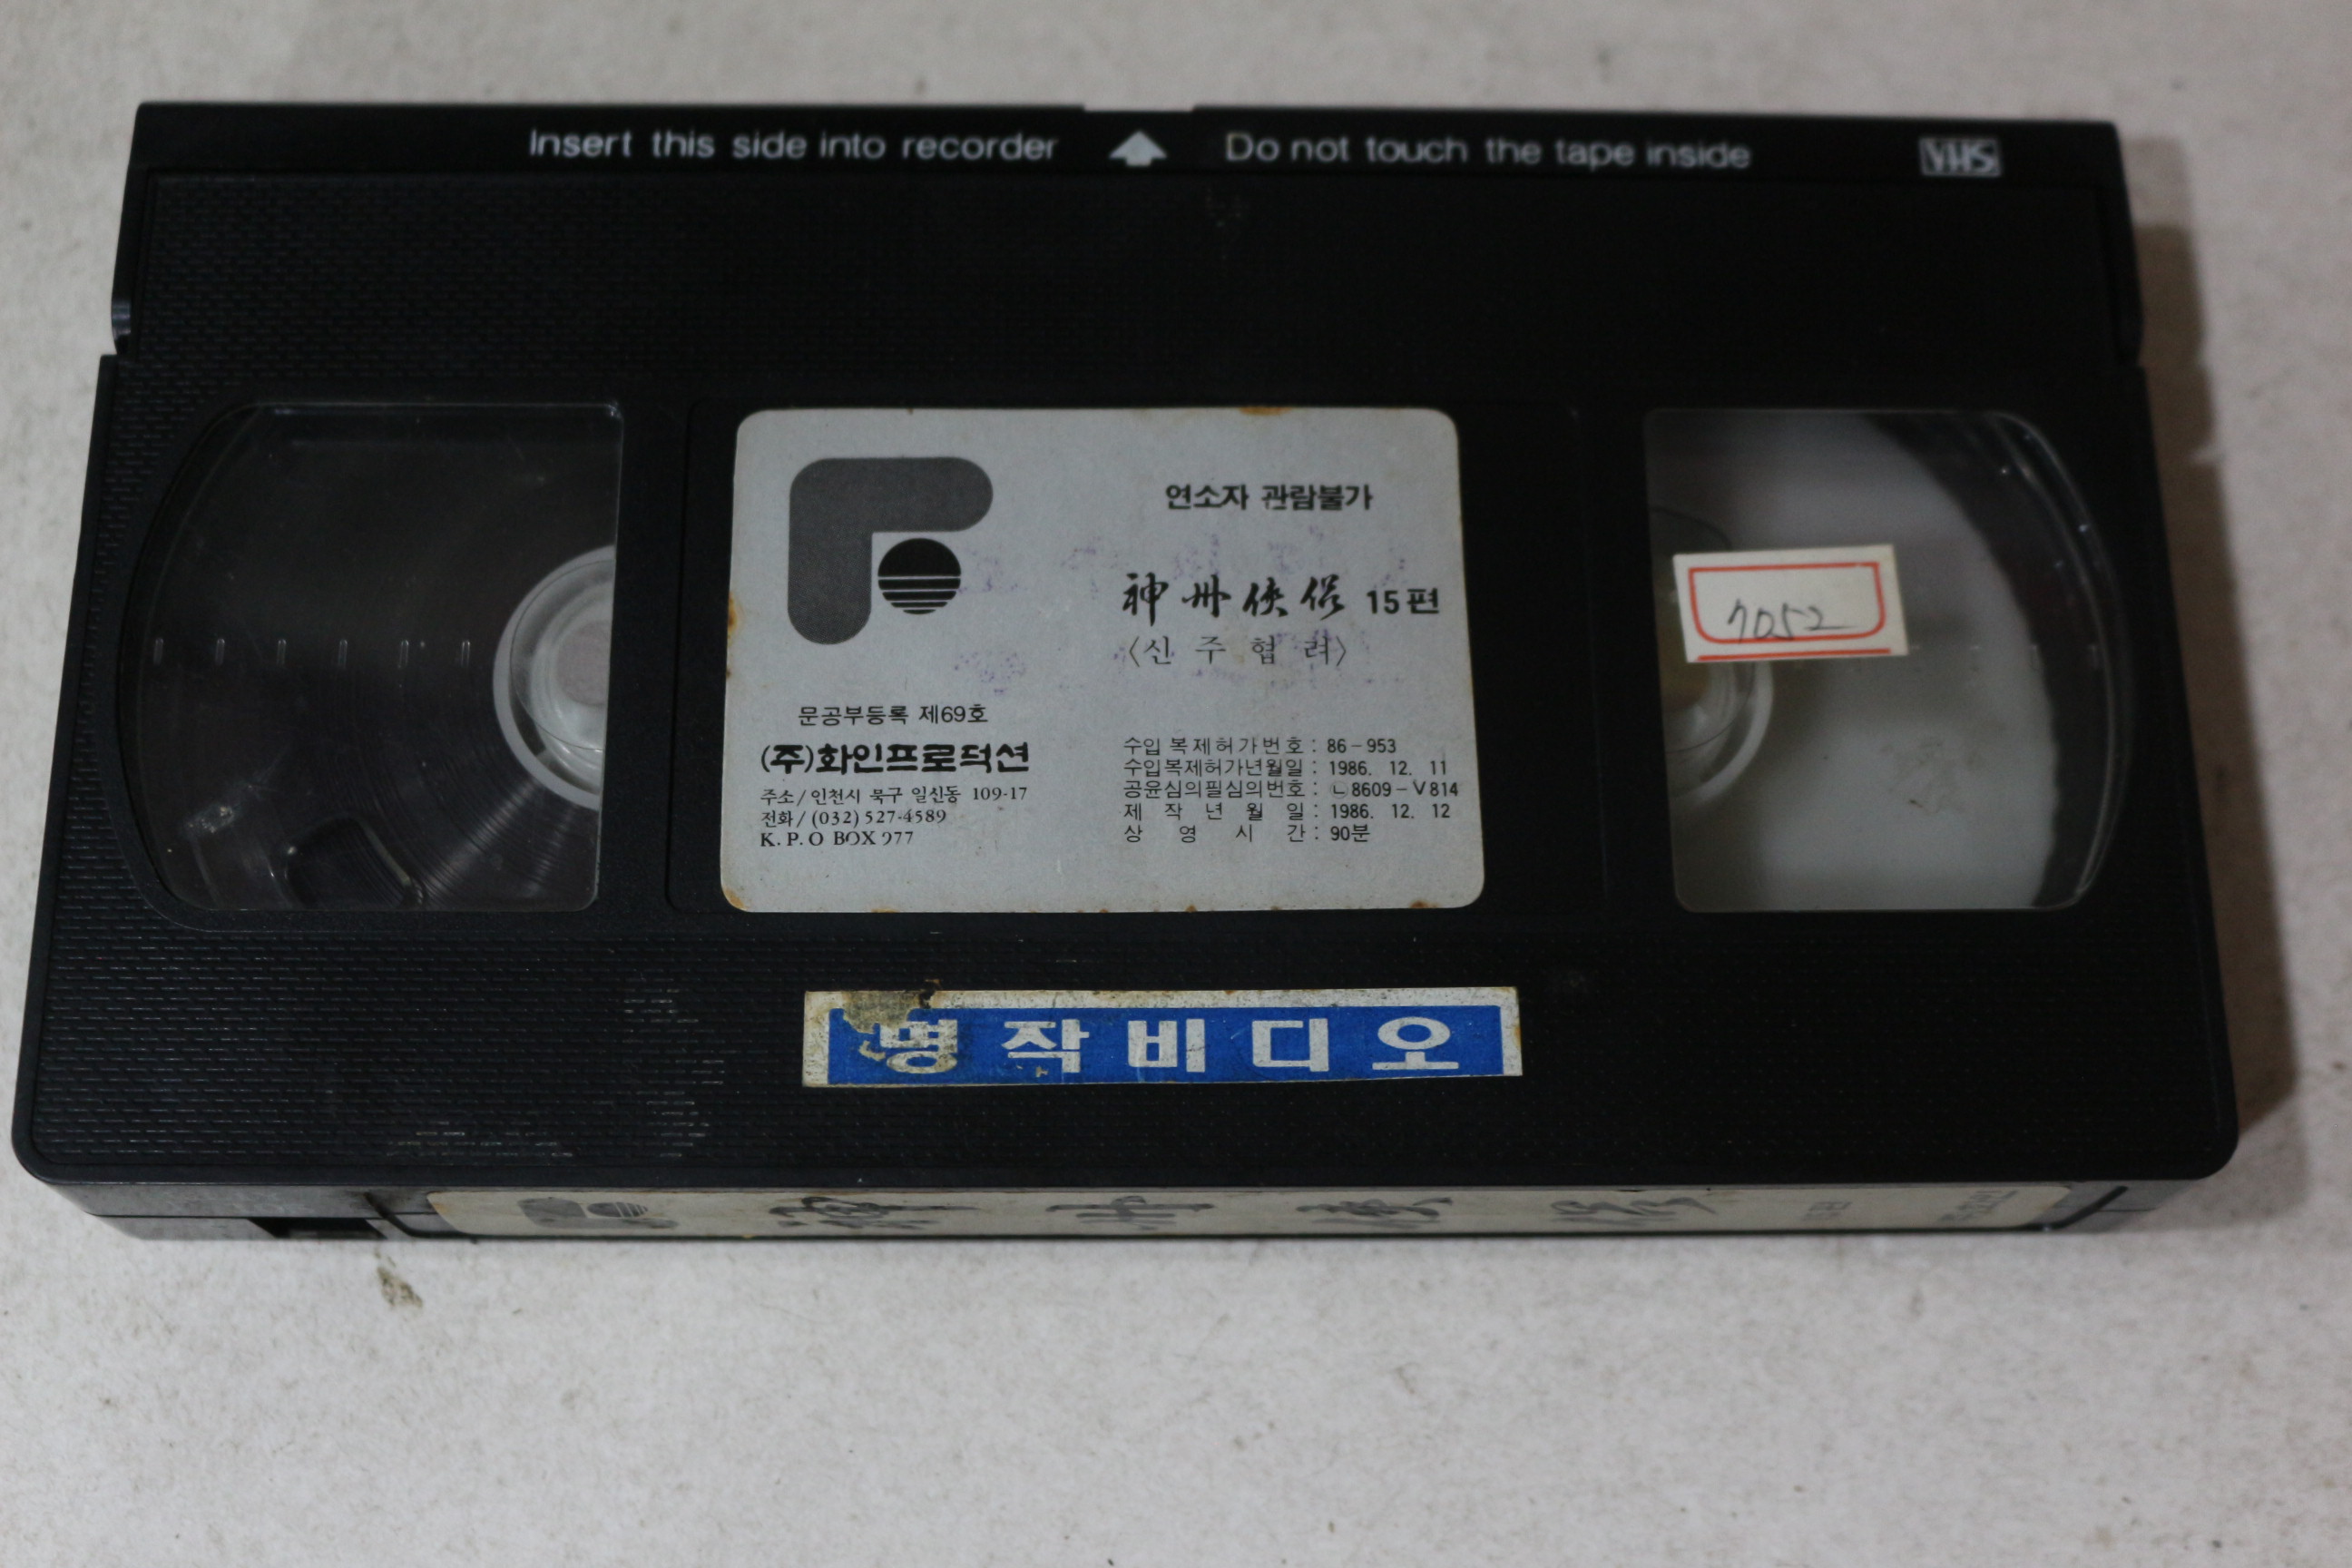 Insert this side into recorder
Do not touch the tape inside
VHS
연소자 관람불가
神州俠侶 15편
〈신주협려〉
문공부등록 제69호
(주)화인프로덕션
주소/인천시 북구 일신동 109-17
전화/(032)527-4589
K.P.O BOX 977
수입복제허가번호: 86-953
수입복제허가년월일: 1986. 12. 11
공윤심의필심의번호: ㉡8609-V814
제작년월일: 1986. 12. 12
상영시간: 90분
7052
명작비디오